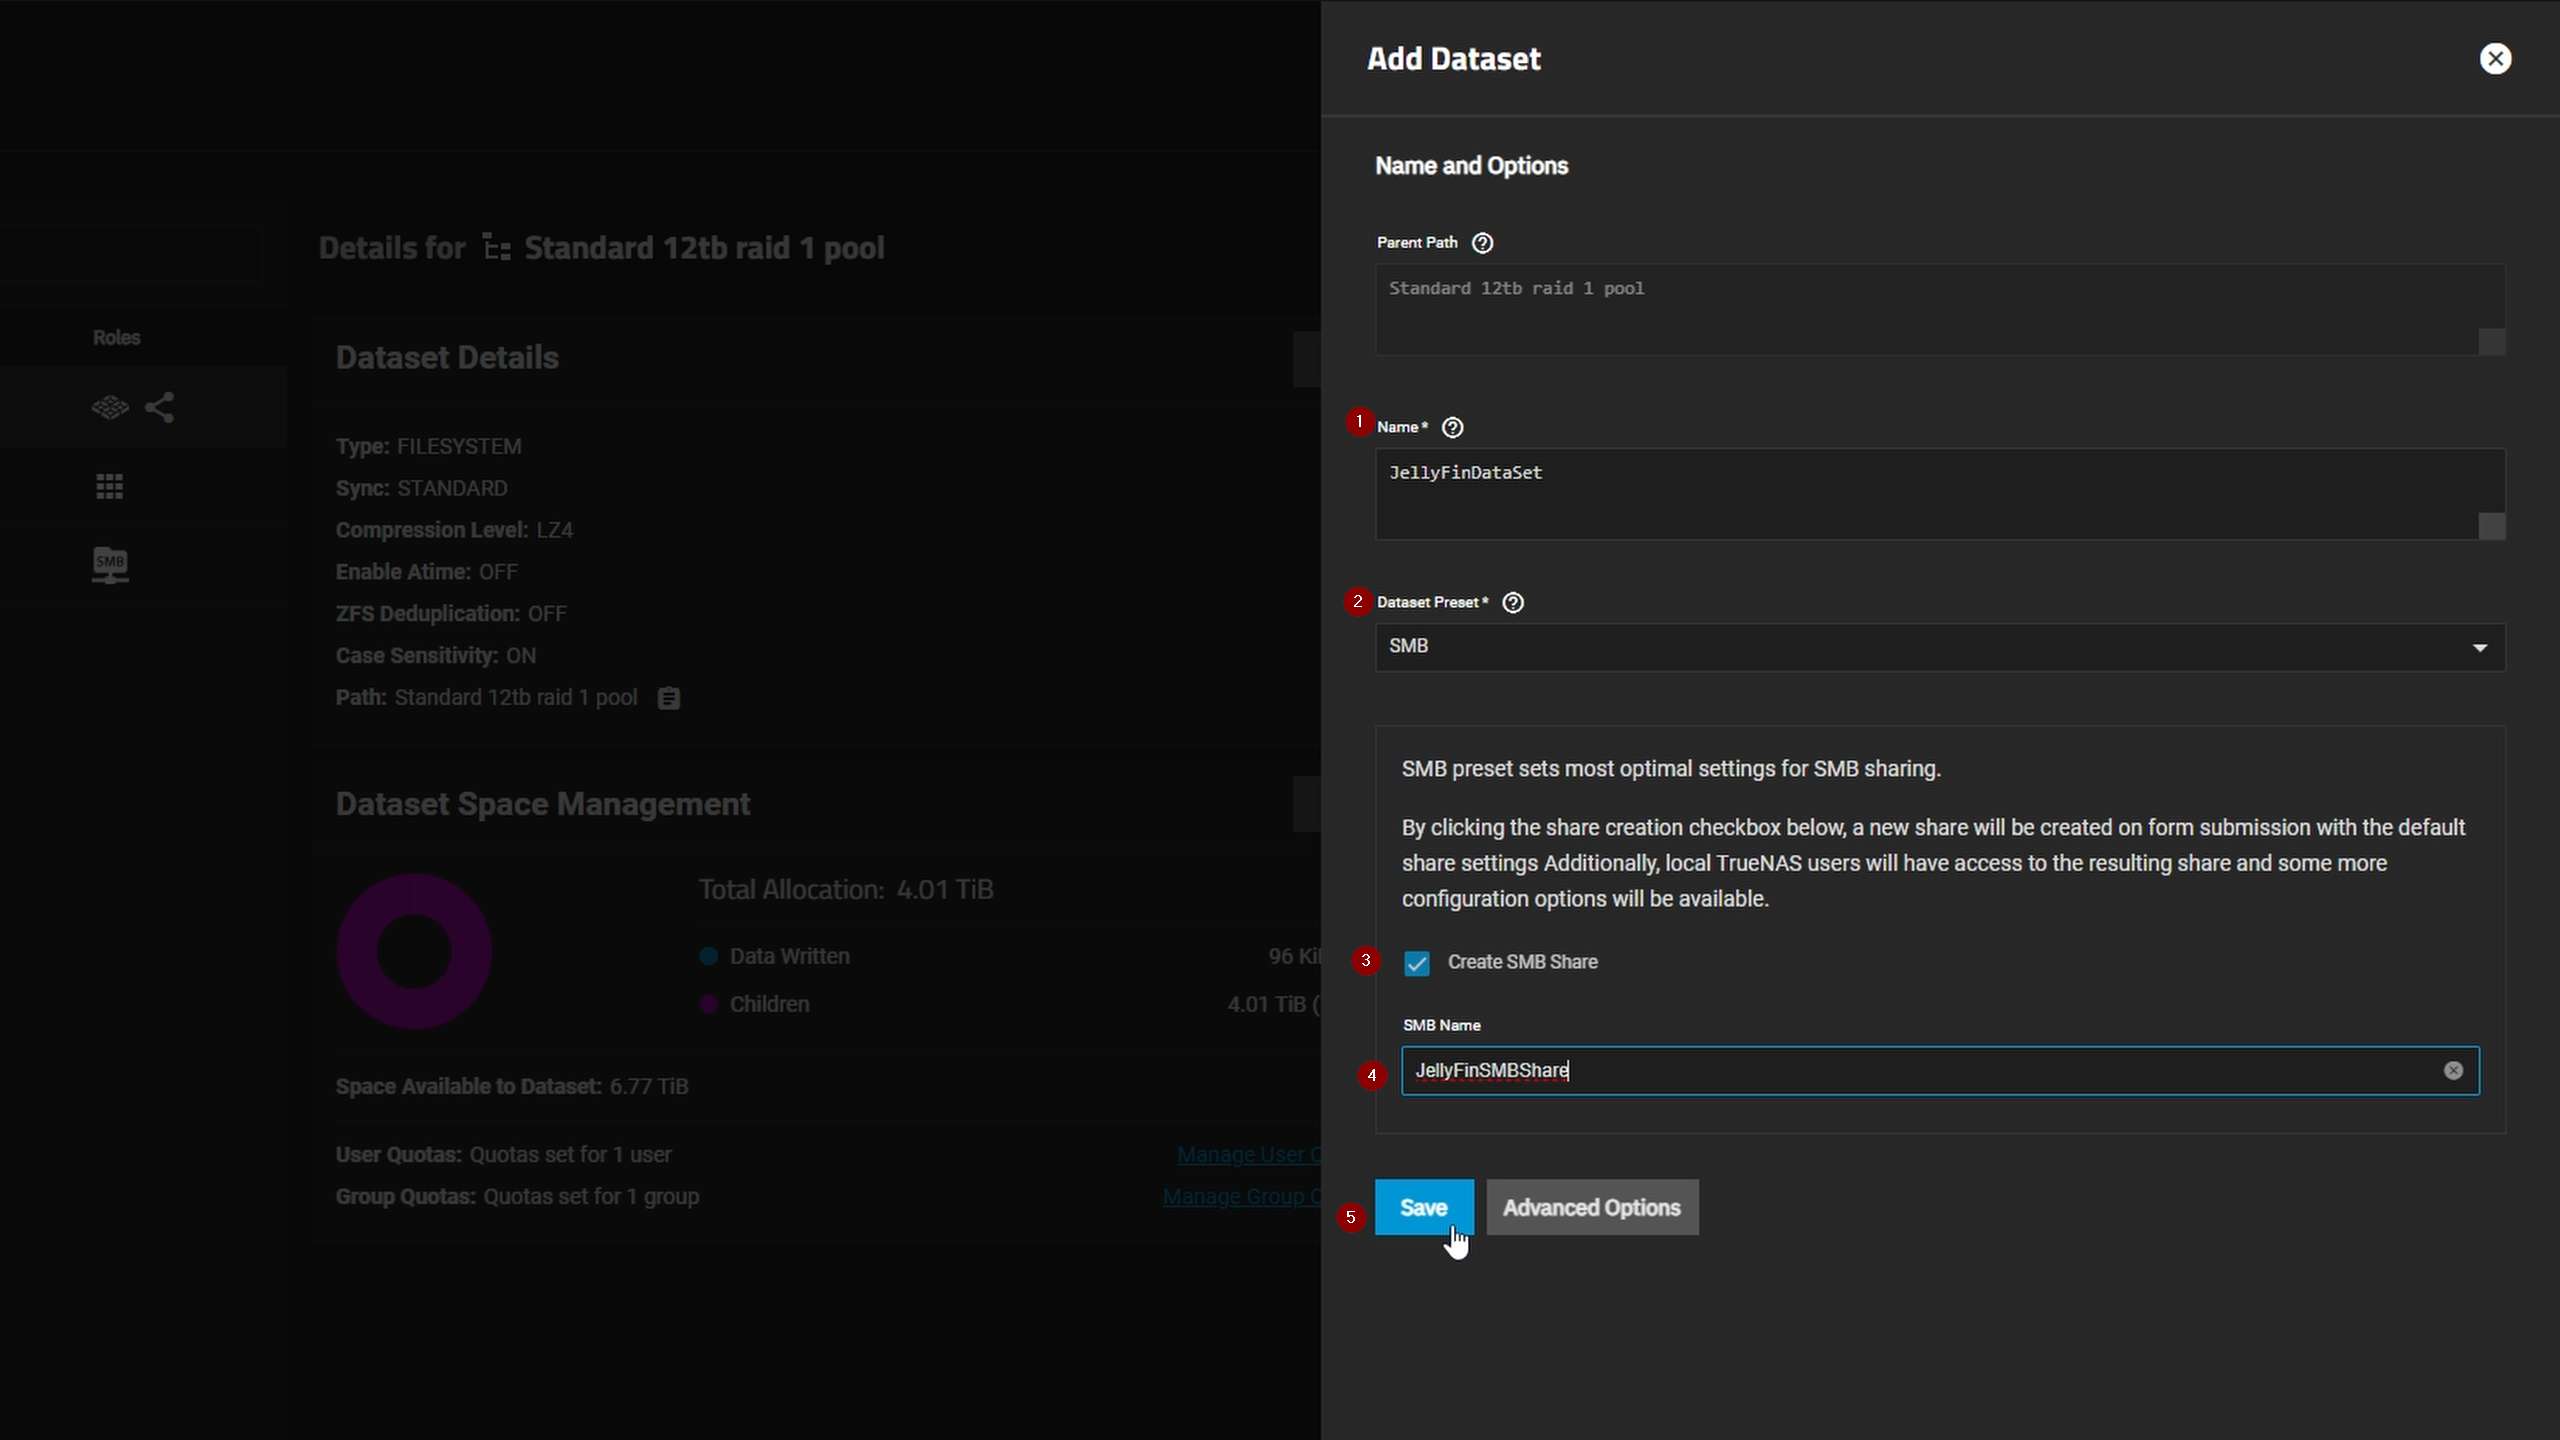 Add Dataset
Name and Options
Details for Standard 12tb raid 1 pool
Parent Path
Standard 12tb raid 1 pool
Roles
Dataset Details
1 Name*
JellyFinDataSet
Type: FILESYSTEM
Sync: STANDARD
Compression Level: LZ4
Enable Atime: OFF
ZFS Deduplication: OFF
Case Sensitivity: ON
Path: Standard 12tb raid 1 pool
SMB
2 Dataset Preset*
SMB
SMB preset sets most optimal settings for SMB sharing.
By clicking the share creation checkbox below, a new share will be created on form submission with the default
share settings Additionally, local TrueNAS users will have access to the resulting share and some more
configuration options will be available.
3 Create SMB Share
SMB Name
4 JellyFinSMBShare
5 Save Advanced Options
Dataset Space Management
Total Allocation: 4.01 TiB
Data Written 96 Ki
Children 4.01 TiB (
Space Available to Dataset: 6.77 TiB
User Quotas: Quotas set for 1 user Manage User
Group Quotas: Quotas set for 1 group Manage Group